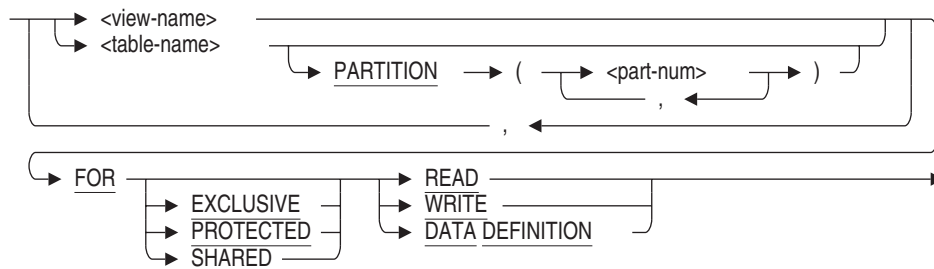 <view-name>
<table-name>
PARTITION ( <part-num> )
,
,
FOR READ
EXCLUSIVE WRITE
PROTECTED DATA DEFINITION
SHARED